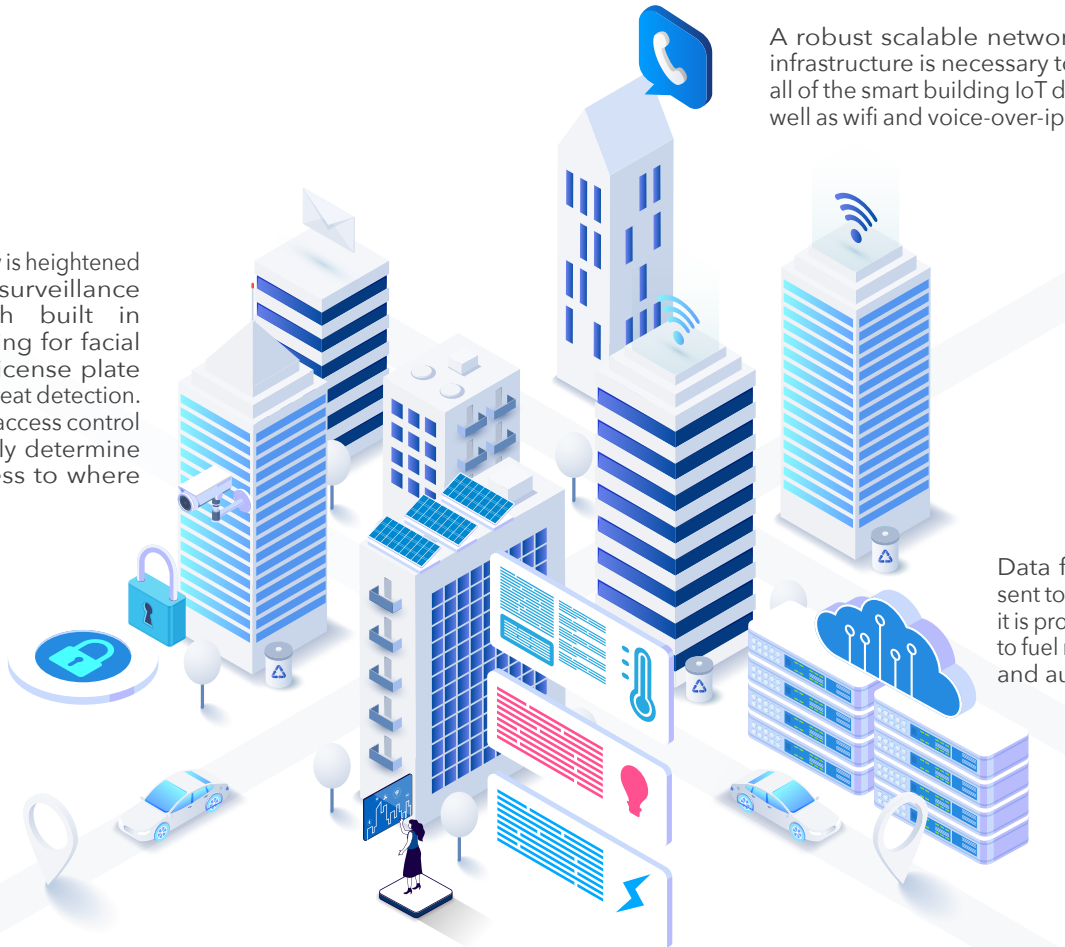 A robust scalable networ
infrastructure is necessary to
all of the smart building IoT d
well as wifi and voice-over-ip
is heightened
surveillance
built in
ing for facial
icense plate
eat detection.
access control
ly determine
ess to where
Data f
sent to
it is pro
to fuel
and au